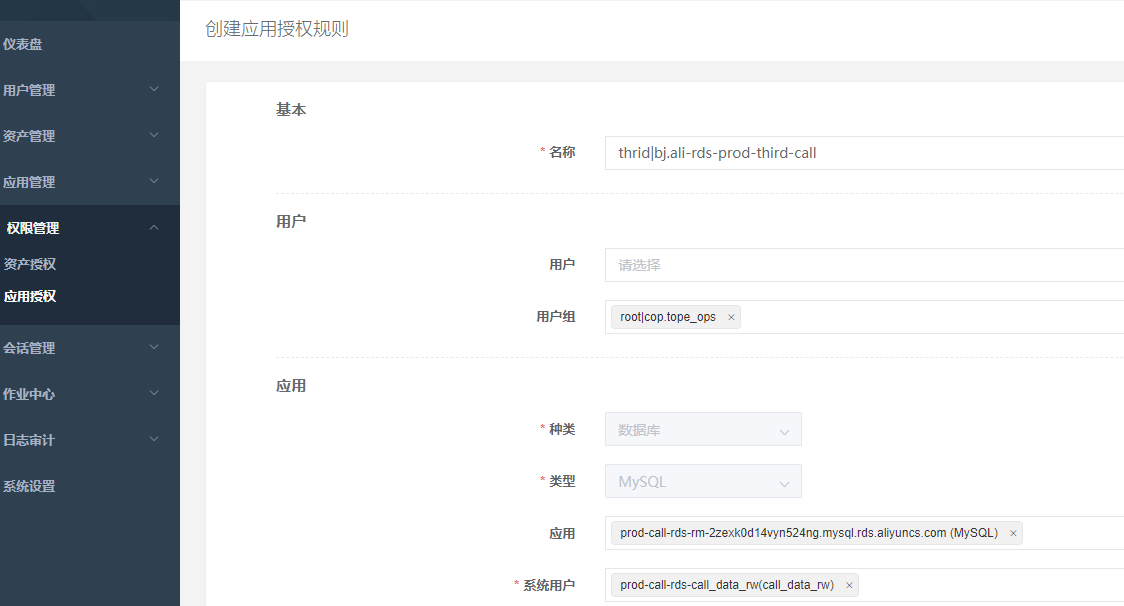 仪表盘
用户管理
资产管理
应用管理
权限管理
资产授权
应用授权
会话管理
作业中心
日志审计
系统设置
创建应用授权规则
基本
* 名称 thrid|bj.ali-rds-prod-third-call
用户
用户 请选择
用户组 root|cop.tope_ops ×
应用
* 种类 数据库
* 类型 MySQL
应用 prod-call-rds-rm-2zexk0d14vyn524ng.mysql.rds.aliyuncs.com (MySQL) ×
* 系统用户 prod-call-rds-call_data_rw(call_data_rw) ×